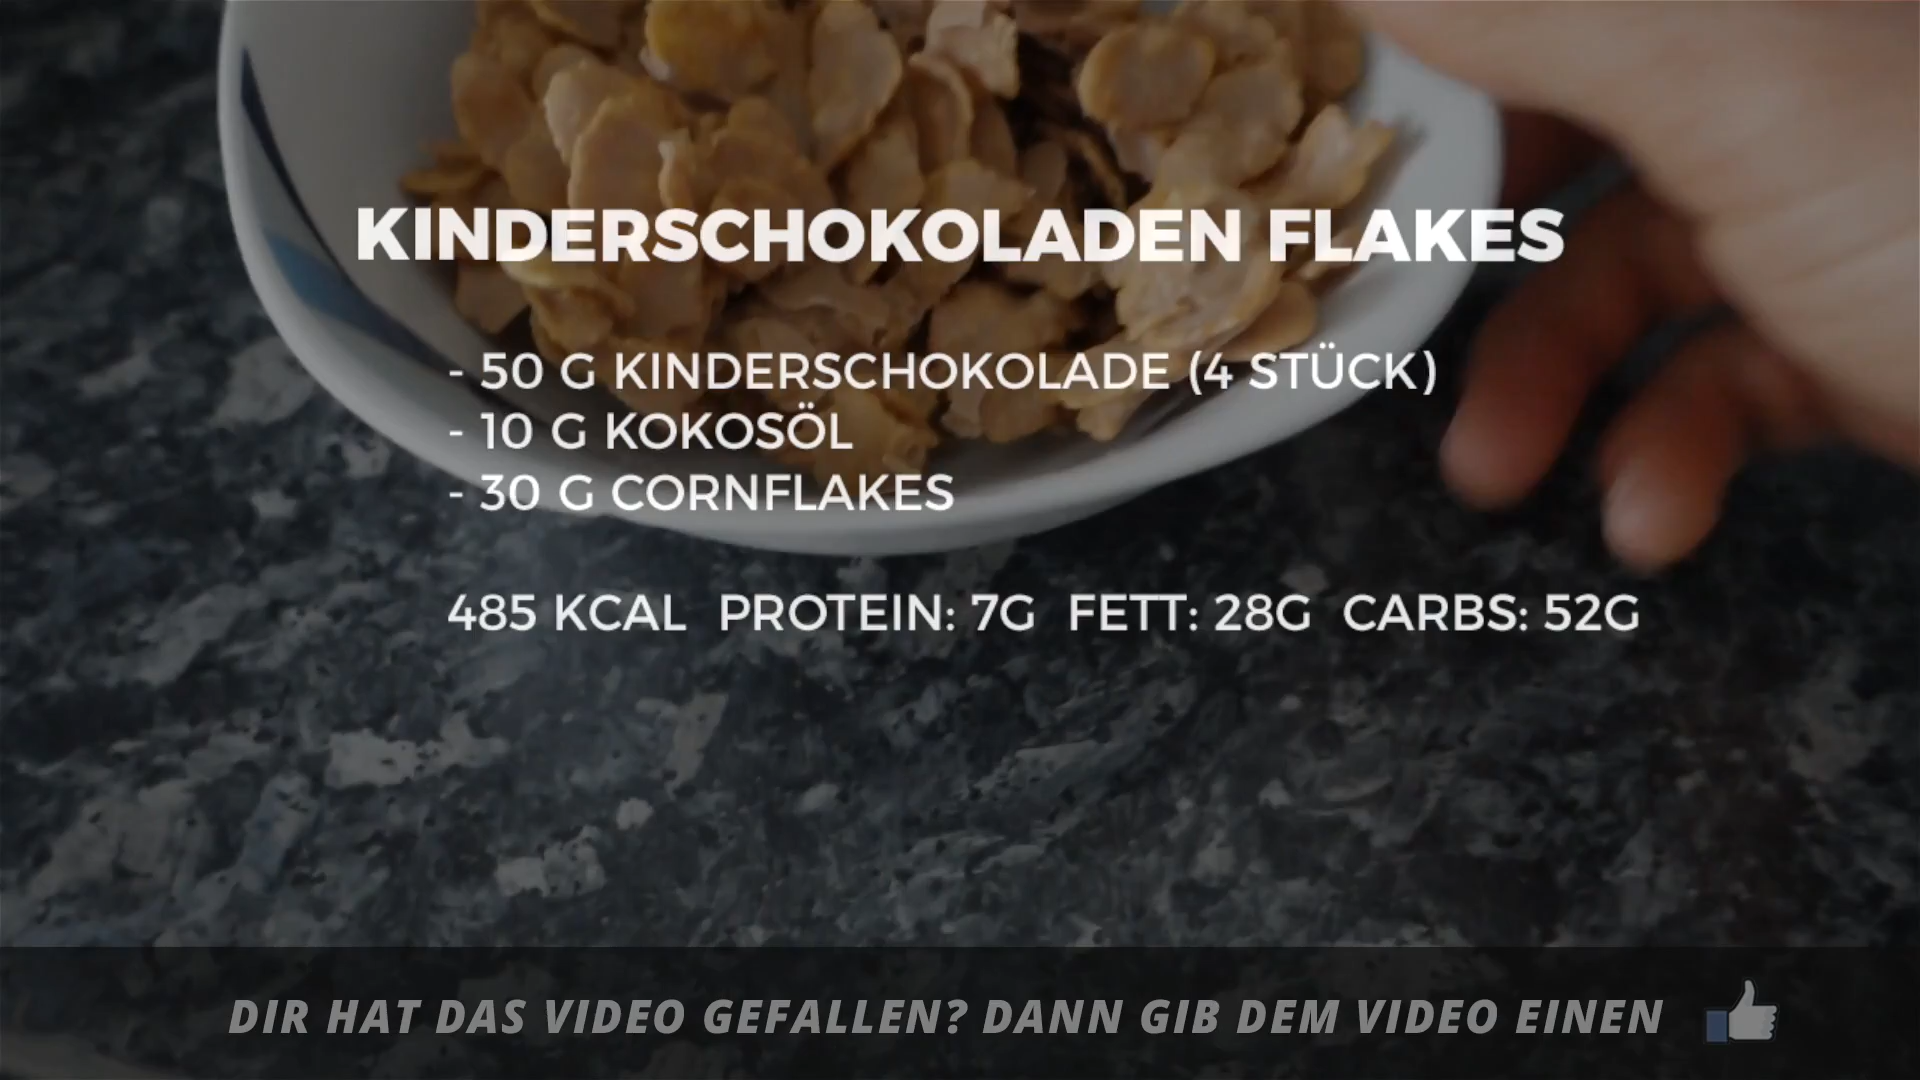 KINDERSCHOKOLADEN FLAKES
- 50 G KINDERSCHOKOLADE (4 STÜCK)
- 10 G KOKOSÖL
- 30 G CORNFLAKES
485 KCAL PROTEIN: 7G FETT: 28G CARBS: 52G
DIR HAT DAS VIDEO GEFALLEN? DANN GIB DEM VIDEO EINEN